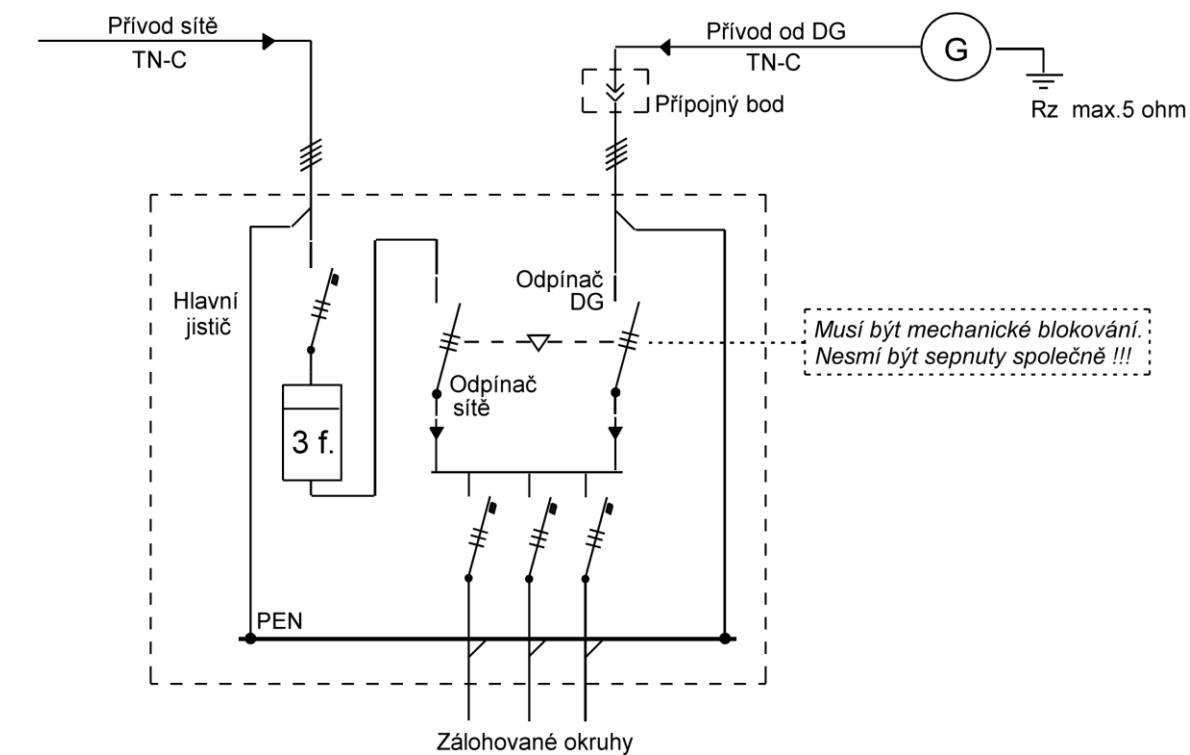 Přívod sítě
TN-C
Přívod od DG
TN-C
G
Přípojný bod
Rz max.5 ohm
Hlavní
jistič
Odpínač
DG
Musí být mechanické blokování.
Nesmí být sepnuty společně !!!
Odpínač
sítě
3 f.
PEN
Zálohované okruhy